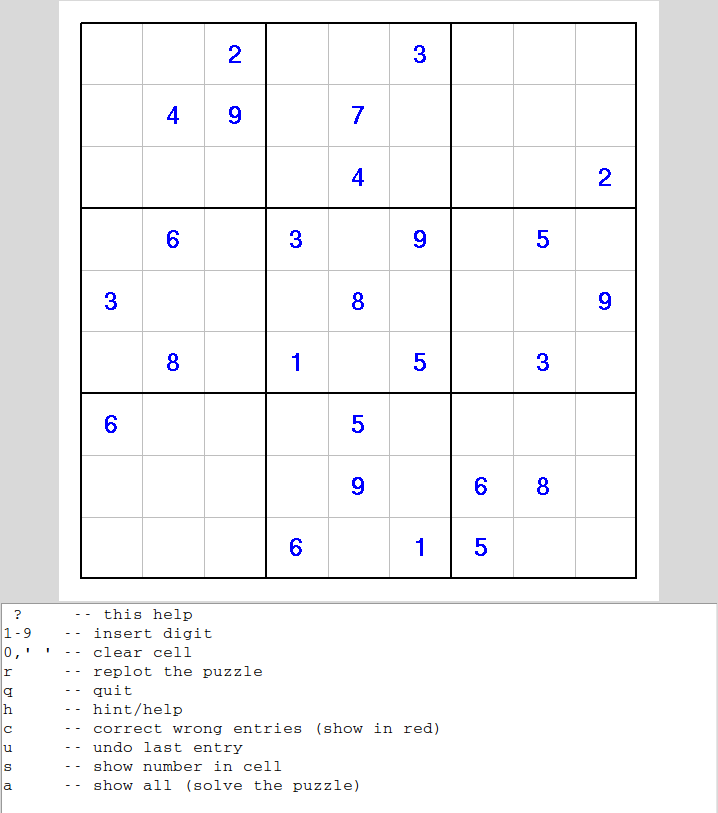 2 3
4 9 7
4 2
6 3 9 5
3 8 9
8 1 5 3
6 5
9 6 8
6 1 5
? -- this help
1-9 -- insert digit
0,' ' -- clear cell
r -- replot the puzzle
q -- quit
h -- hint/help
c -- correct wrong entries (show in red)
u -- undo last entry
s -- show number in cell
a -- show all (solve the puzzle)